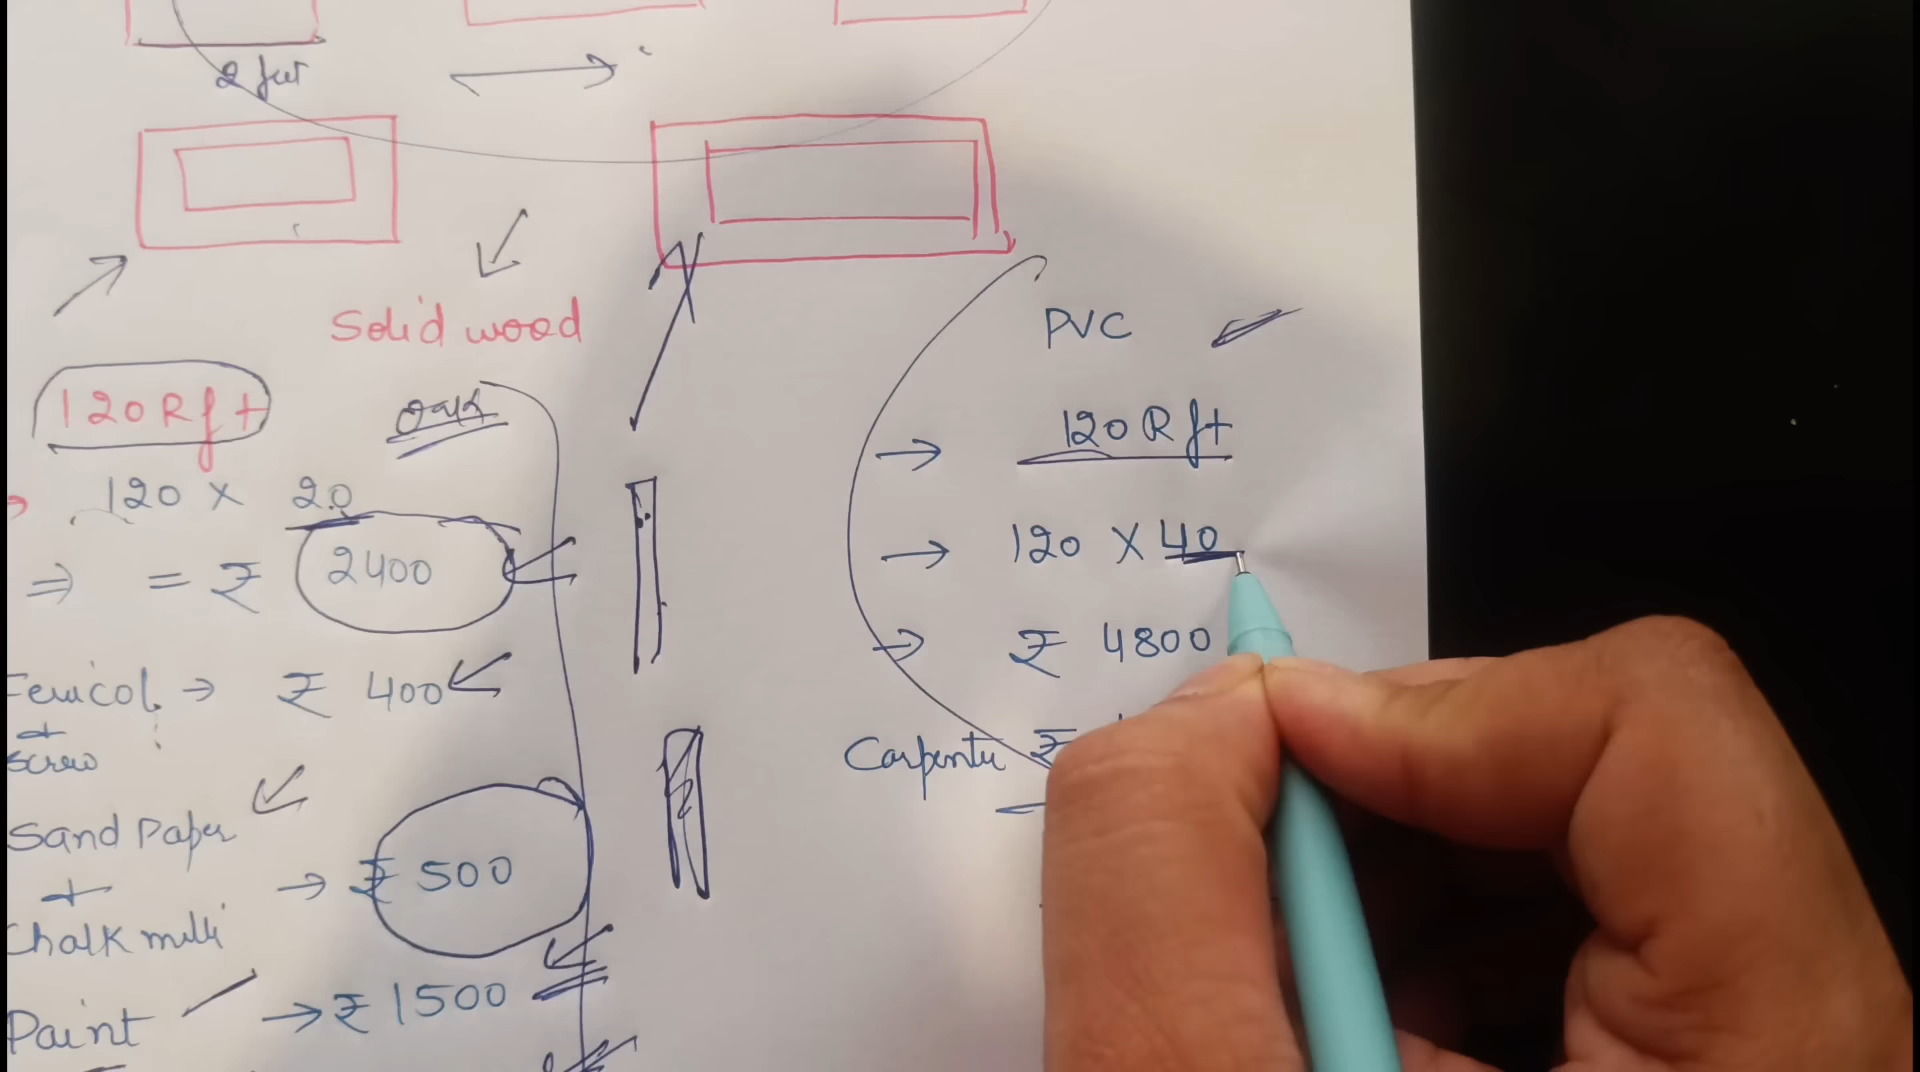 2 feet
Solid wood
120 Rft
120 X 20
⇒ = ₹ 2400
Fevicol → ₹ 400
+
Screw
Sand Paper
+
→ ₹ 500
Chalk milli
Paint → ₹ 1500
PVC
→ 120 Rft
→ 120 X 40
→ ₹ 4800
Carpenter ₹